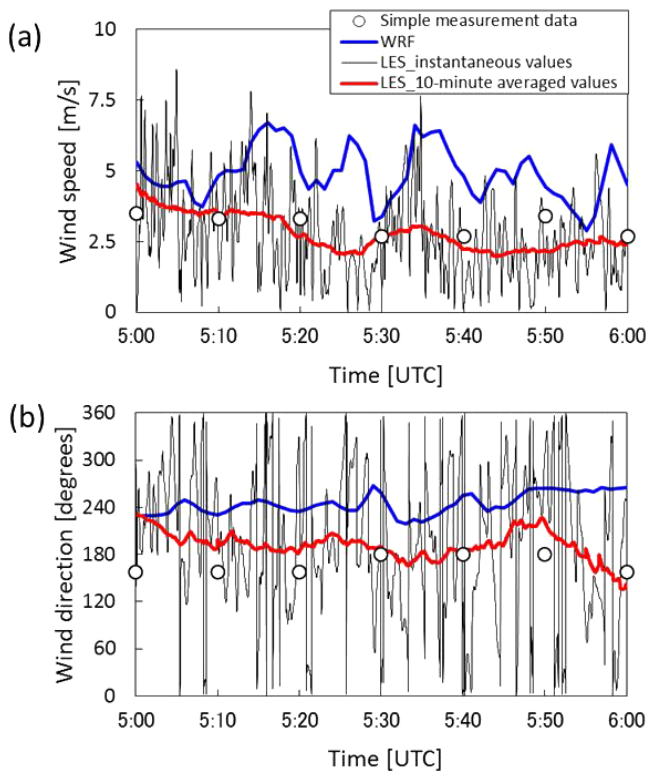 (a)
Simple measurement data
WRF
LES_instantaneous values
LES_10-minute averaged values
10
7.5
5
2.5
0
Wind speed [m/s]
5:00 5:10 5:20 5:30 5:40 5:50 6:00
Time [UTC]
(b)
360
300
240
180
120
60
0
Wind direction [degrees]
5:00 5:10 5:20 5:30 5:40 5:50 6:00
Time [UTC]